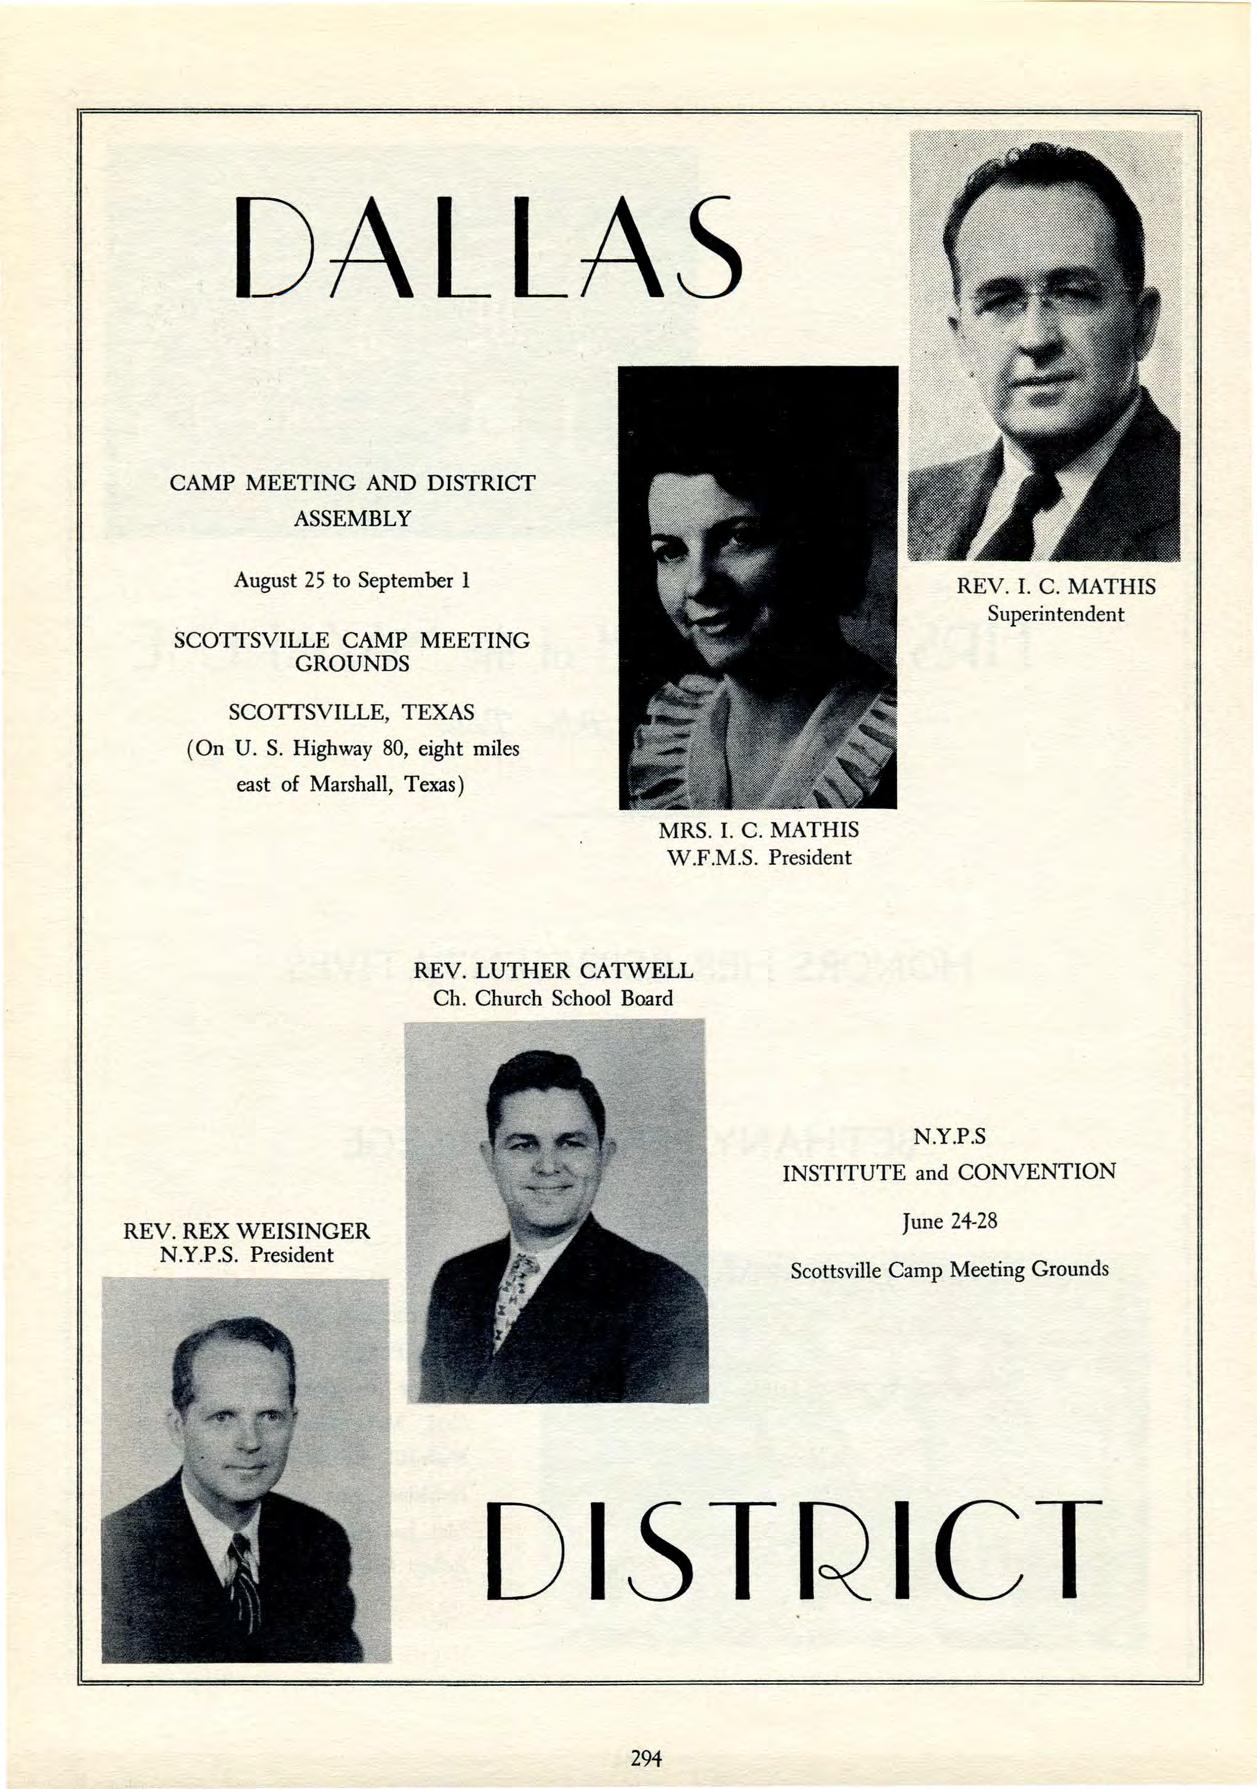 DALLAS
CAMP MEETING AND DISTRICT
ASSEMBLY
August 25 to September 1
SCOTTSVILLE CAMP MEETING
GROUNDS
SCOTTSVILLE, TEXAS
(On U. S. Highway 80, eight miles
east of Marshall, Texas)
REV. I. C. MATHIS
Superintendent
MRS. I. C. MATHIS
W.F.M.S. President
REV. LUTHER CATWELL
Ch. Church School Board
N.Y.P.S
INSTITUTE and CONVENTION
June 24-28
Scottsville Camp Meeting Grounds
REV. REX WEISINGER
N.Y.P.S. President
DISTRICT
294